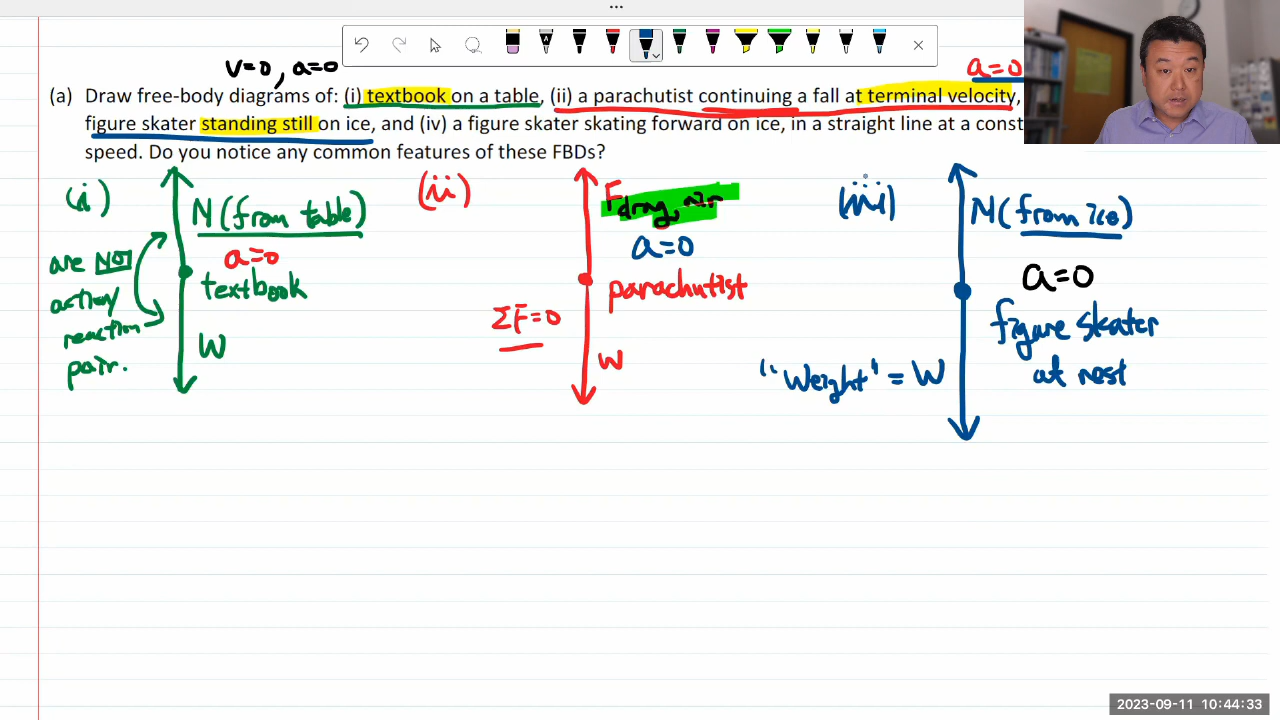 v=0, a=0
a=0
(a) Draw free-body diagrams of: (i) textbook on a table, (ii) a parachutist continuing a fall at terminal velocity,
figure skater standing still on ice, and (iv) a figure skater skating forward on ice, in a straight line at a const
speed. Do you notice any common features of these FBDs?
(i)
N (from table)
a=0
textbook
are NOT
action/
reaction
pair.
W
(ii)
F drag, air
a=0
parachutist
ΣF=0
W
(iii)
N (from ice)
a=0
figure skater
at rest
"Weight" = W
2023-09-11 10:44:33